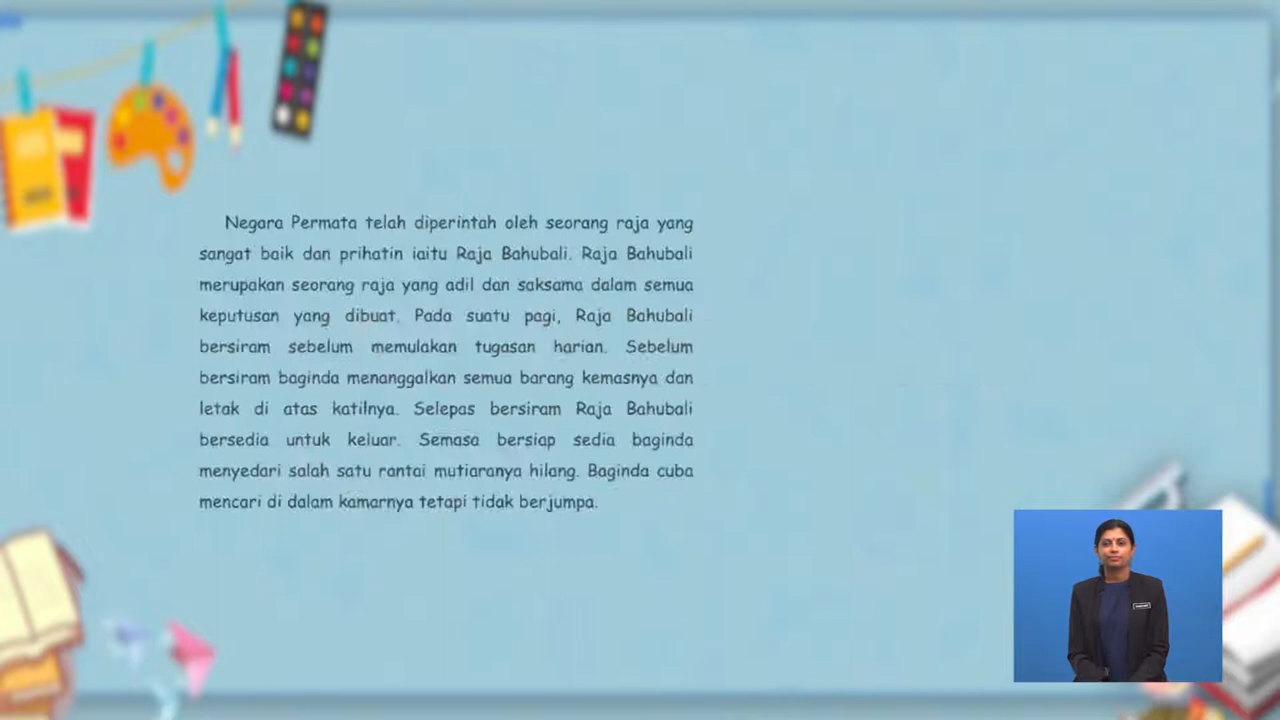 Negara Permata telah diperintah oleh seorang raja yang
sangat baik dan prihatin iaitu Raja Bahubali. Raja Bahubali
merupakan seorang raja yang adil dan saksama dalam semua
keputusan yang dibuat. Pada suatu pagi, Raja Bahubali
bersiram sebelum memulakan tugasan harian. Sebelum
bersiram baginda menanggalkan semua barang kemasnya dan
letak di atas katilnya. Selepas bersiram Raja Bahubali
bersedia untuk keluar. Semasa bersiap sedia baginda
menyedari salah satu rantai mutiaranya hilang. Baginda cuba
mencari di dalam kamarnya tetapi tidak berjumpa.